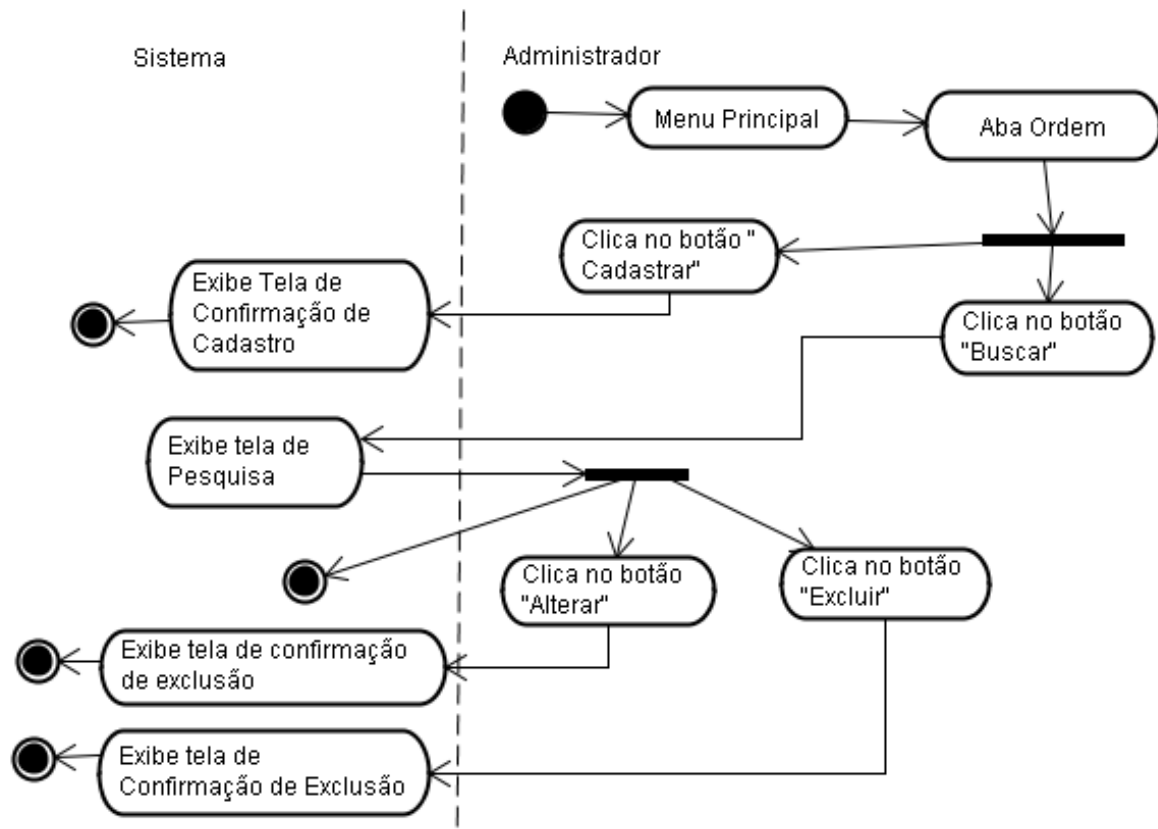 Sistema
Administrador
Menu Principal
Aba Ordem
Clica no botão "
Cadastrar"
Exibe Tela de
Confirmação de
Cadastro
Clica no botão
"Buscar"
Exibe tela de
Pesquisa
Clica no botão
"Alterar"
Clica no botão
"Excluir"
Exibe tela de confirmação
de exclusão
Exibe tela de
Confirmação de Exclusão